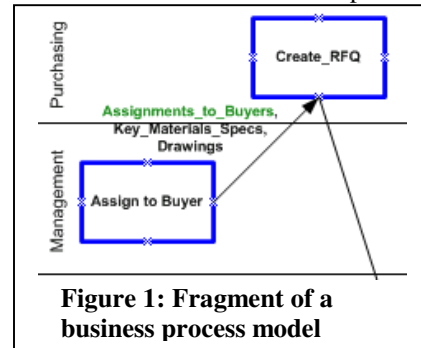 Purchasing
Create_RFQ
Assignments_to_Buyers,
Key_Materials_Specs,
Drawings
Management
Assign to Buyer
Figure 1: Fragment of a
business process model